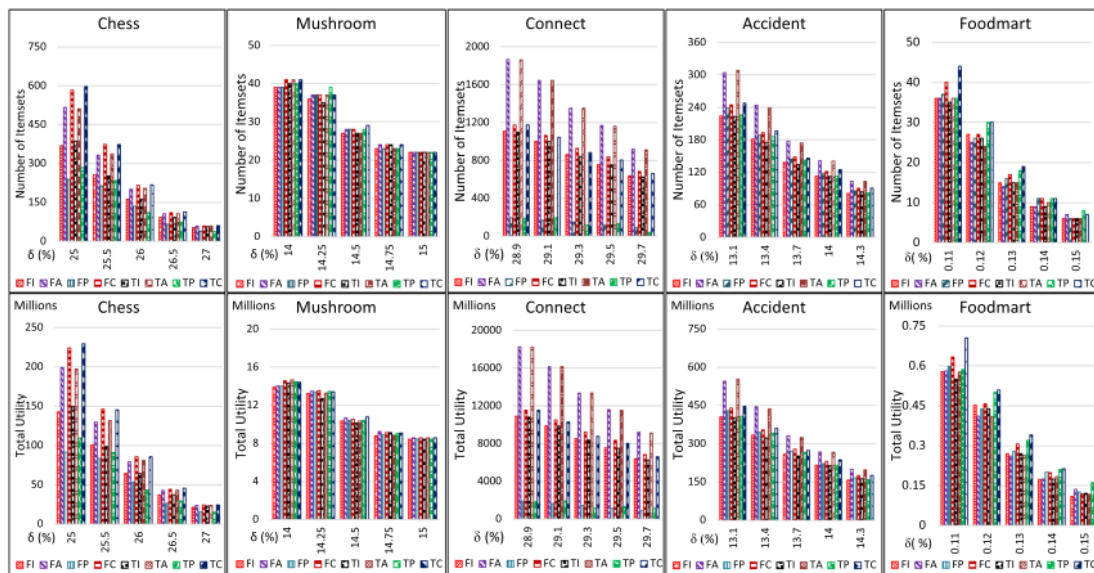 Chess
Number of Itemsets
750
600
450
300
150
0
25
25.5
26
26.5
27
δ (%)
FI FA FP FC TI TA TP TC
Mushroom
Number of Itemsets
50
40
30
20
10
0
14
14.25
14.5
14.75
15
δ (%)
FI FA FP FC TI TA TP TC
Connect
Number of Itemsets
2000
1600
1200
800
400
0
28.9
29.1
29.3
29.5
29.7
δ (%)
FI FA FP FC TI TA TP TC
Accident
Number of Itemsets
360
300
240
180
120
60
0
13.1
13.4
13.7
14
14.3
δ (%)
FI FA FP FC TI TA TP TC
Foodmart
Number of Itemsets
50
40
30
20
10
0
0.11
0.12
0.13
0.14
0.15
δ (%)
FI FA FP FC TI TA TP TC
Millions
Chess
Total Utility
250
200
150
100
50
0
25
25.5
26
26.5
27
δ (%)
FI FA FP FC TI TA TP TC
Millions
Mushroom
Total Utility
20
16
12
8
4
0
14
14.25
14.5
14.75
15
δ (%)
FI FA FP FC TI TA TP TC
Millions
Connect
Total Utility
20000
16000
12000
8000
4000
0
28.9
29.1
29.3
29.5
29.7
δ (%)
FI FA FP FC TI TA TP TC
Millions
Accident
Total Utility
750
600
450
300
150
0
13.1
13.4
13.7
14
14.3
δ (%)
FI FA FP FC TI TA TP TC
Millions
Foodmart
Total Utility
0.75
0.6
0.45
0.3
0.15
0
0.11
0.12
0.13
0.14
0.11
δ( %)
FI FA FP FC TI TA TP TC